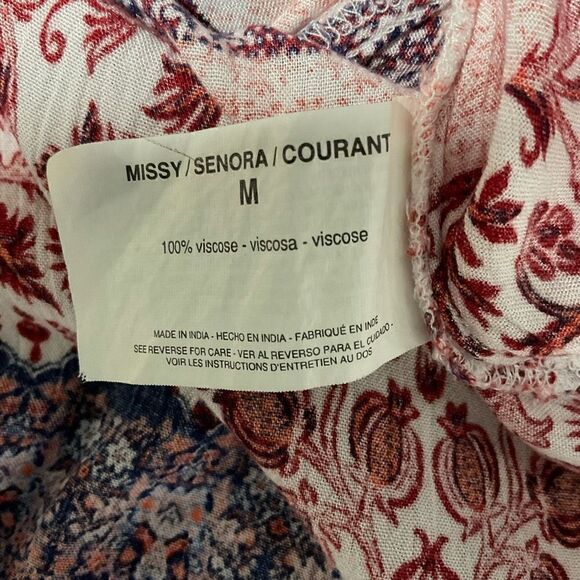 MISSY/SENORA/COURANT
M
100% viscose - viscosa - viscose
MADE IN INDIA - HECHO EN INDIA - FABRIQUÉ EN INDE
SEE REVERSE FOR CARE - VER AL REVERSO PARA EL CUIDADO -
VOIR LES INSTRUCTIONS D'ENTRETIEN AU DOS